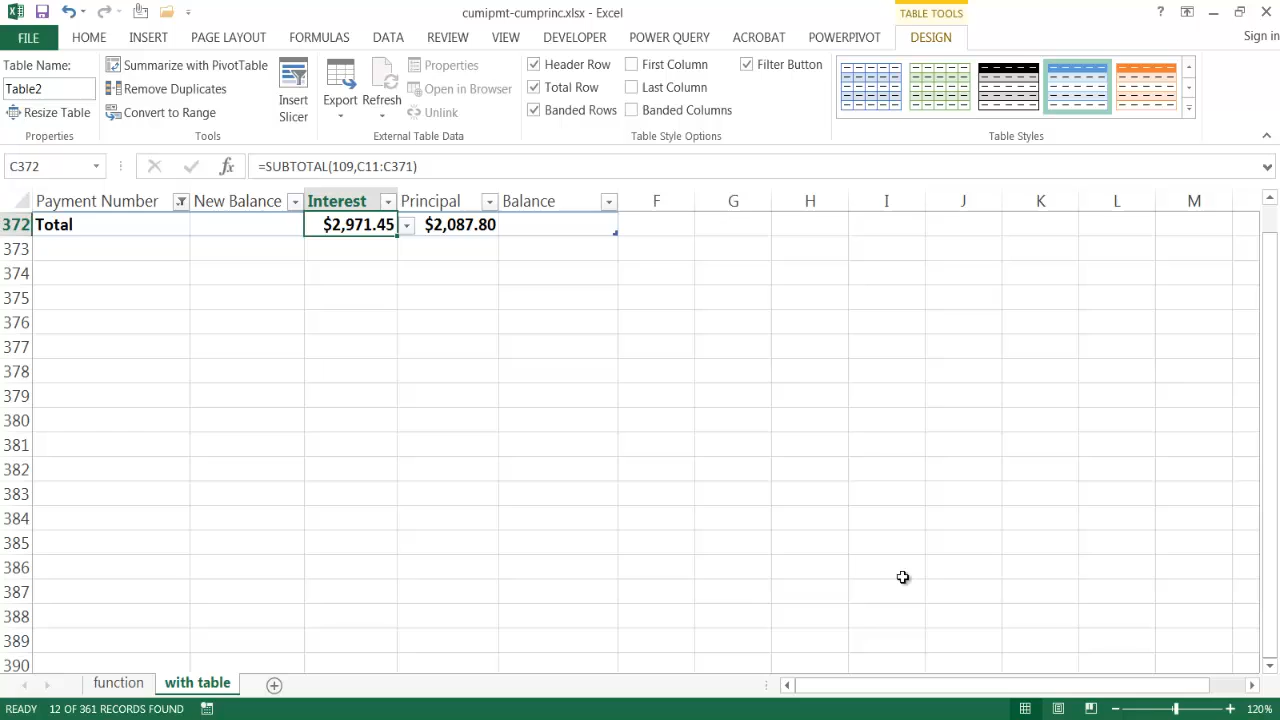 cumipmt-cumprinc.xlsx - Excel
TABLE TOOLS
?
Sign in
FILE HOME INSERT PAGE LAYOUT FORMULAS DATA REVIEW VIEW DEVELOPER POWER QUERY ACROBAT POWERPIVOT DESIGN
Table Name:
Table2
Resize Table
Properties
Summarize with PivotTable
Remove Duplicates
Convert to Range
Tools
Insert
Slicer
Export
Refresh
Properties
Open in Browser
Unlink
External Table Data
Header Row
Total Row
Banded Rows
First Column
Last Column
Banded Columns
Filter Button
Table Style Options
Table Styles
C372 fx =SUBTOTAL(109,C11:C371)
Payment Number New Balance Interest Principal Balance F G H I J K L M
372 Total $2,971.45 $2,087.80
373
374
375
376
377
378
379
380
381
382
383
384
385
386
387
388
389
390
function with table
READY 12 OF 361 RECORDS FOUND 120%